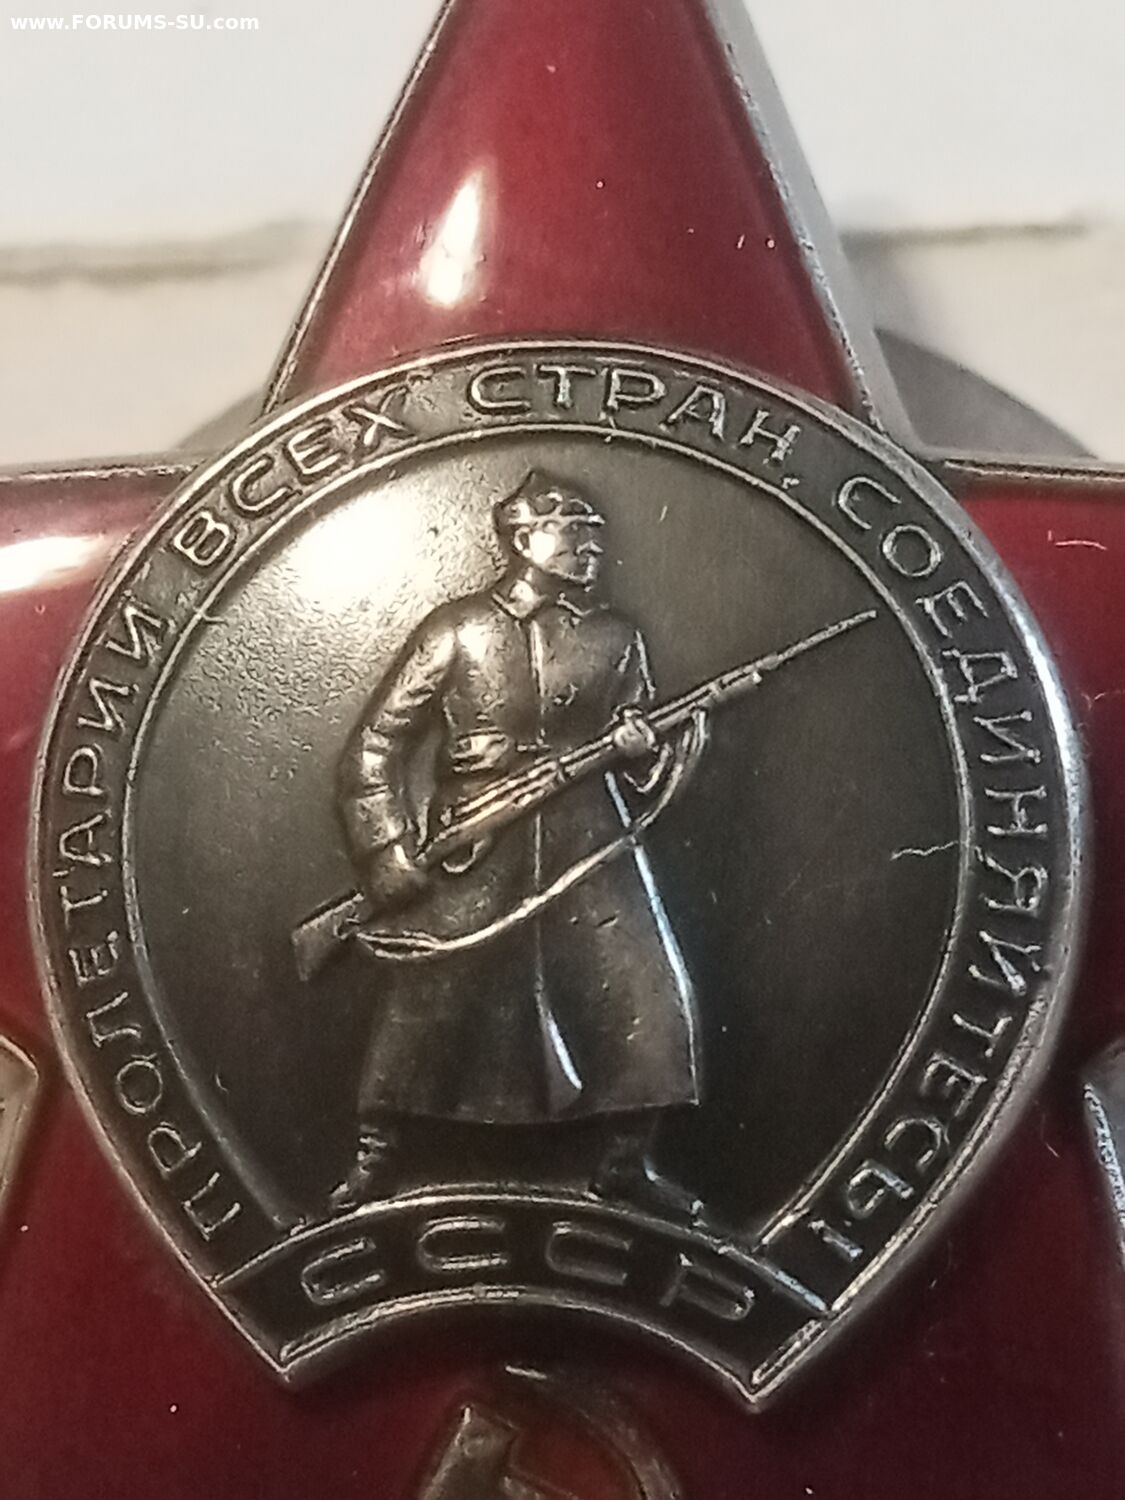 www.FORUMS-SU.com
ПРОЛЕТАРИИ ВСЕХ СТРАН, СОЕДИНЯЙТЕСЬ!
СССР